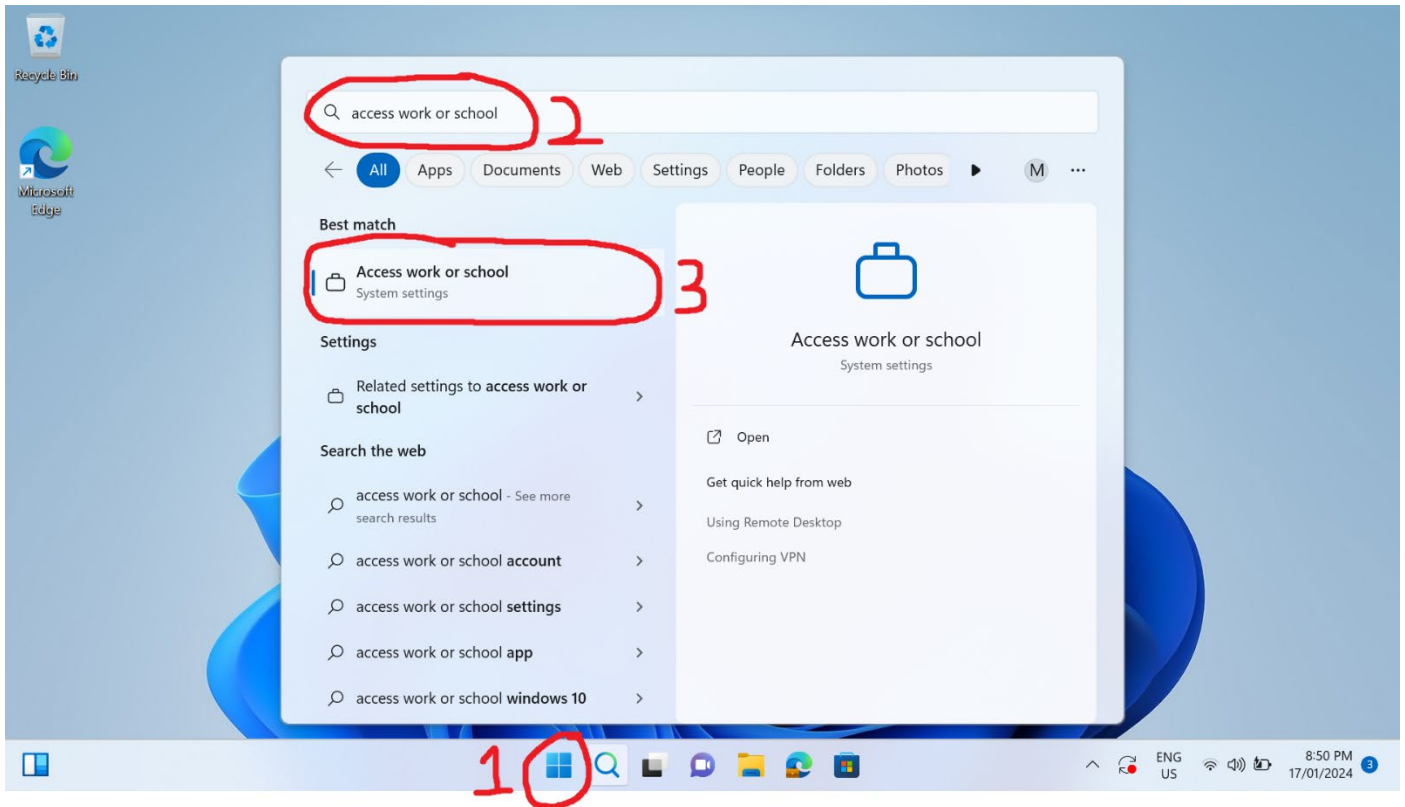 Recycle Bin
Microsoft
Edge
access work or school
2
All Apps Documents Web Settings People Folders Photos M ...
Best match
Access work or school
System settings
3
Settings
Related settings to access work or
school
Search the web
access work or school - See more
search results
access work or school account
access work or school settings
access work or school app
access work or school windows 10
Access work or school
System settings
Open
Get quick help from web
Using Remote Desktop
Configuring VPN
1
ENG
US
8:50 PM
17/01/2024
3